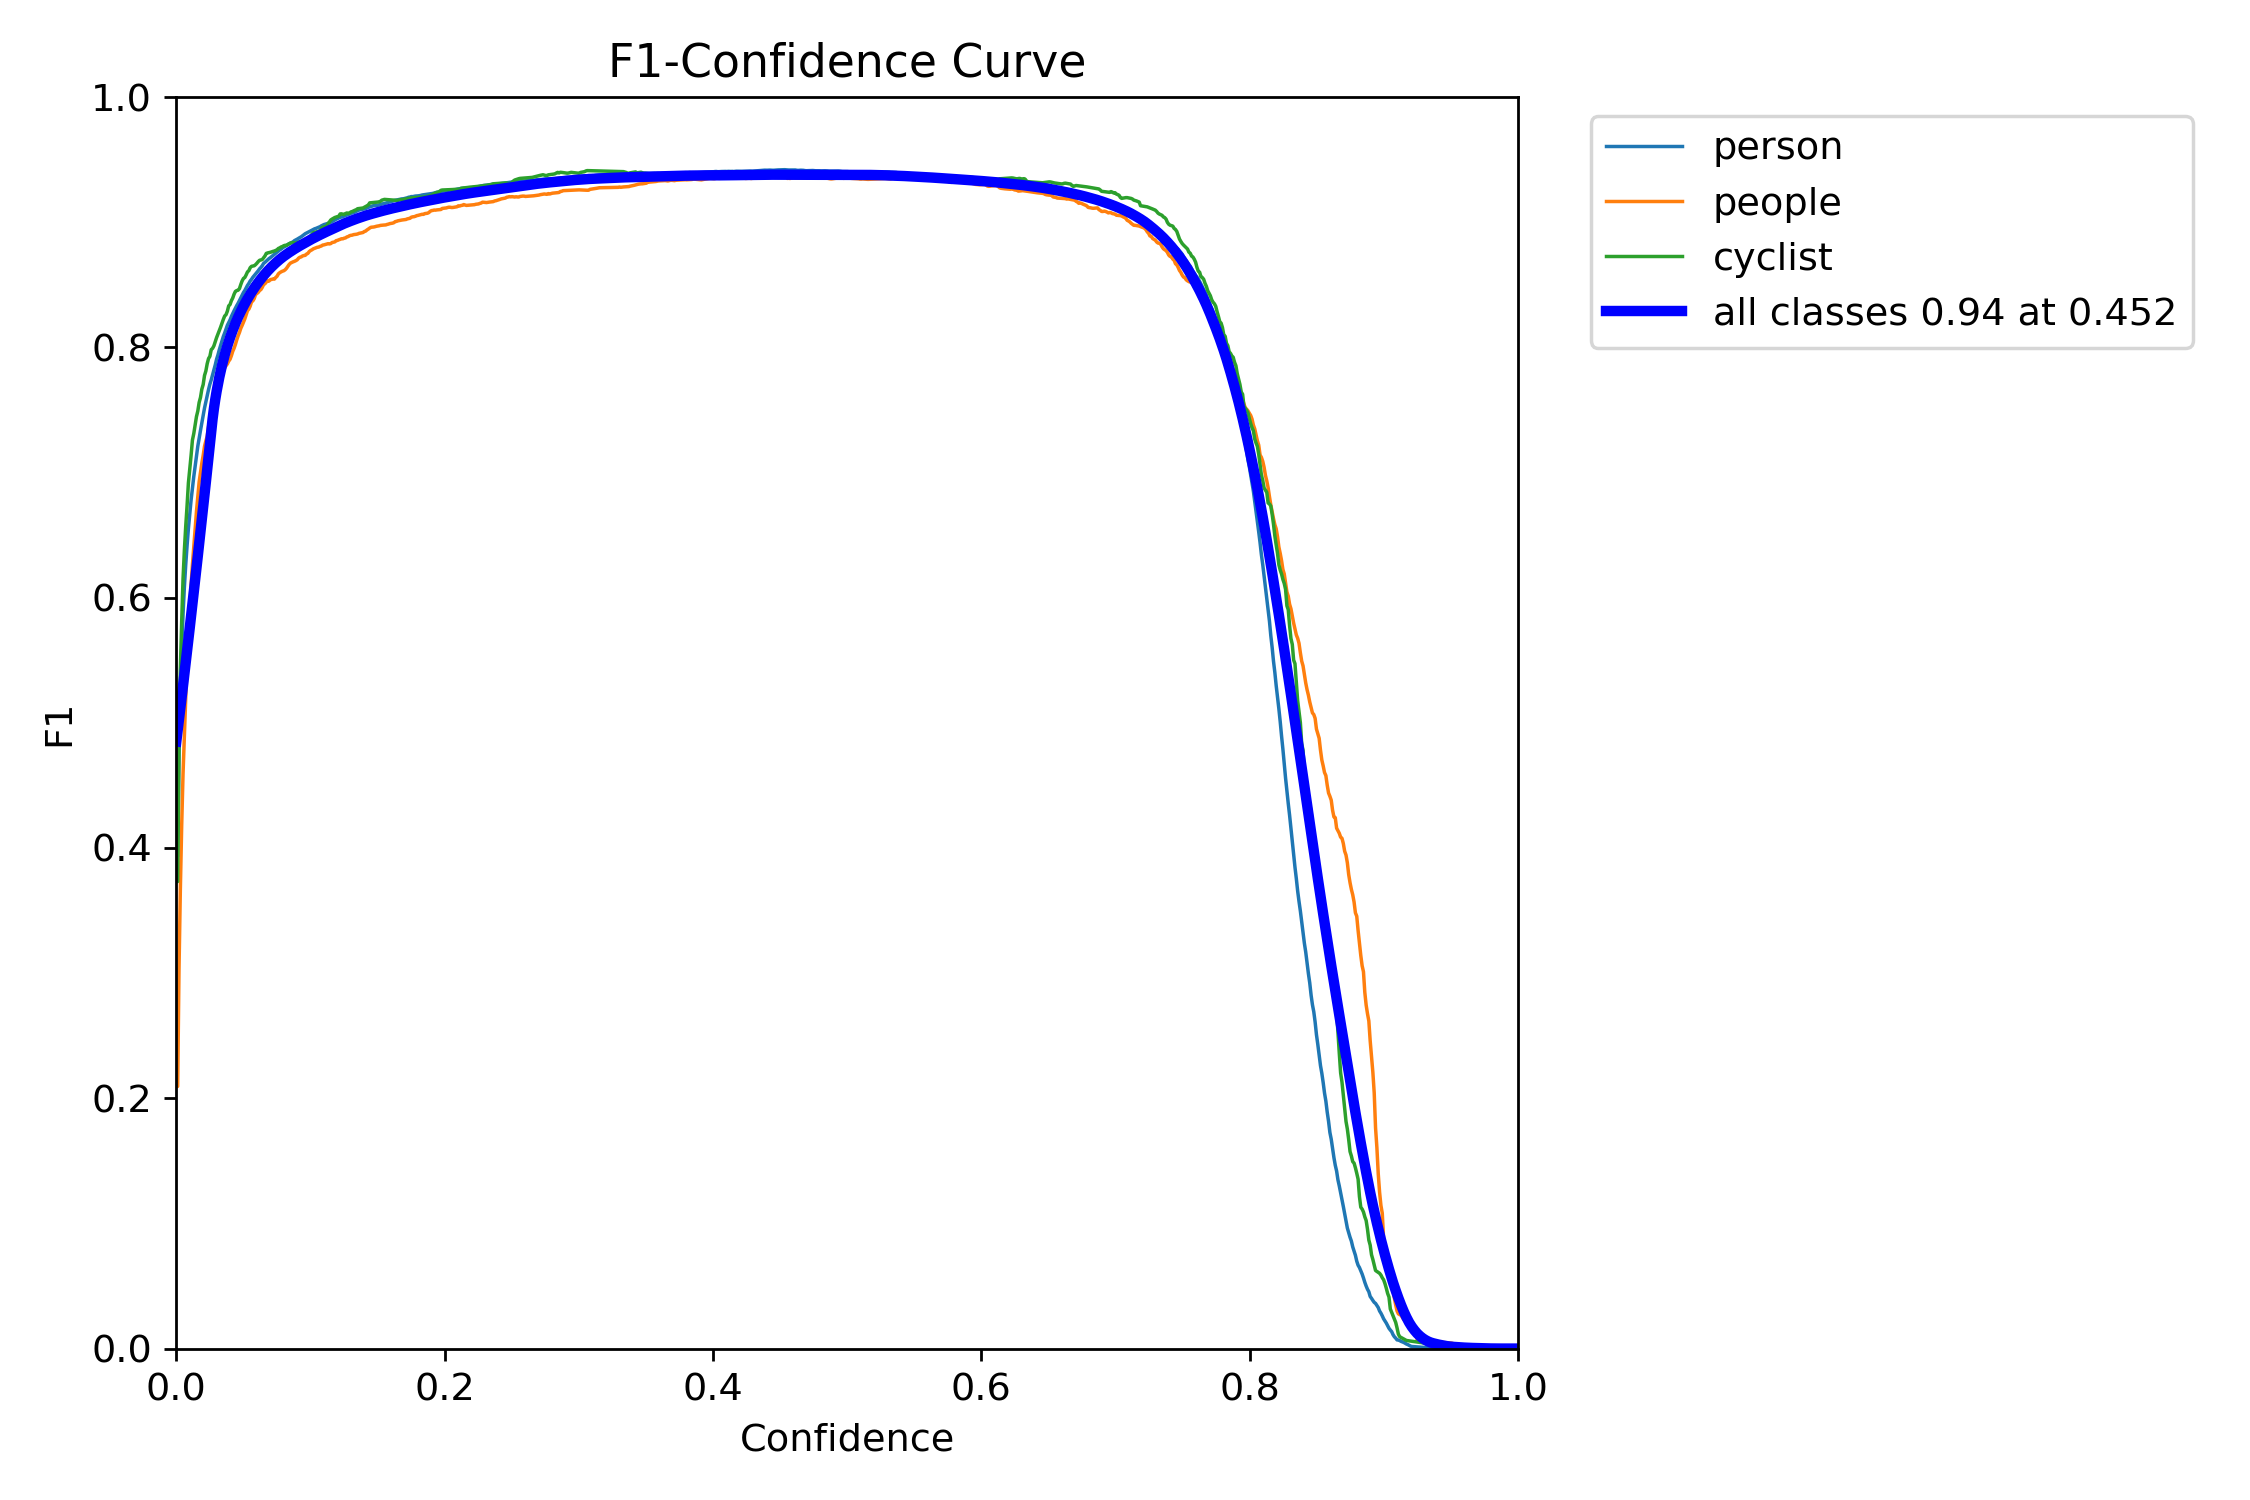 F1-Confidence Curve
1.0
0.8
0.6
0.4
0.2
0.0
F1
0.0 0.2 0.4 0.6 0.8 1.0
Confidence
person
people
cyclist
all classes 0.94 at 0.452